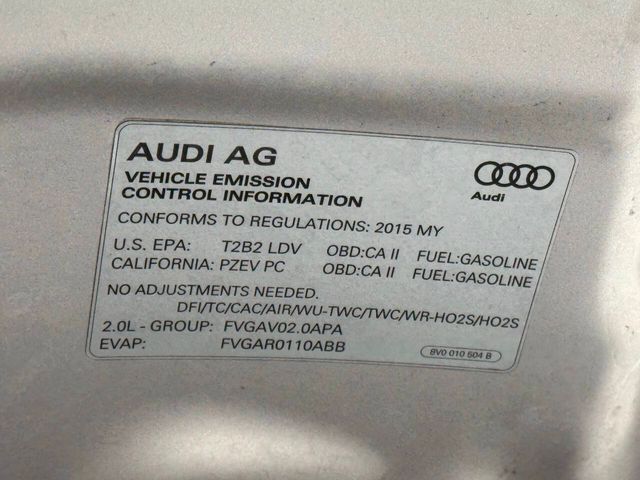 AUDI AG
VEHICLE EMISSION
CONTROL INFORMATION
Audi
CONFORMS TO REGULATIONS: 2015 MY
U.S. EPA: T2B2 LDV OBD:CA II FUEL:GASOLINE
CALIFORNIA: PZEV PC OBD:CA II FUEL:GASOLINE
NO ADJUSTMENTS NEEDED.
DFI/TC/CAC/AIR/WU-TWC/TWC/WR-HO2S/HO2S
2.0L - GROUP: FVGAV02.0APA
EVAP: FVGAR0110ABB
8V0 010 504 B